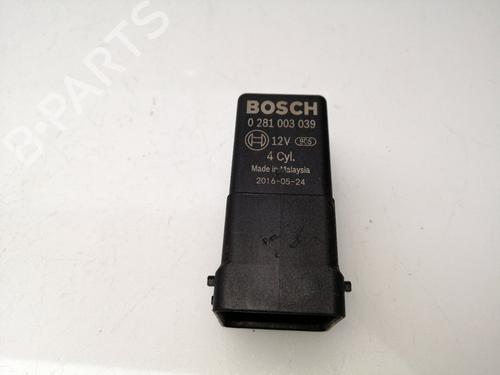 BOSCH
0 281 003 039
12V
4 Cyl.
Made in Malaysia
2016-05-24
B-PARTS